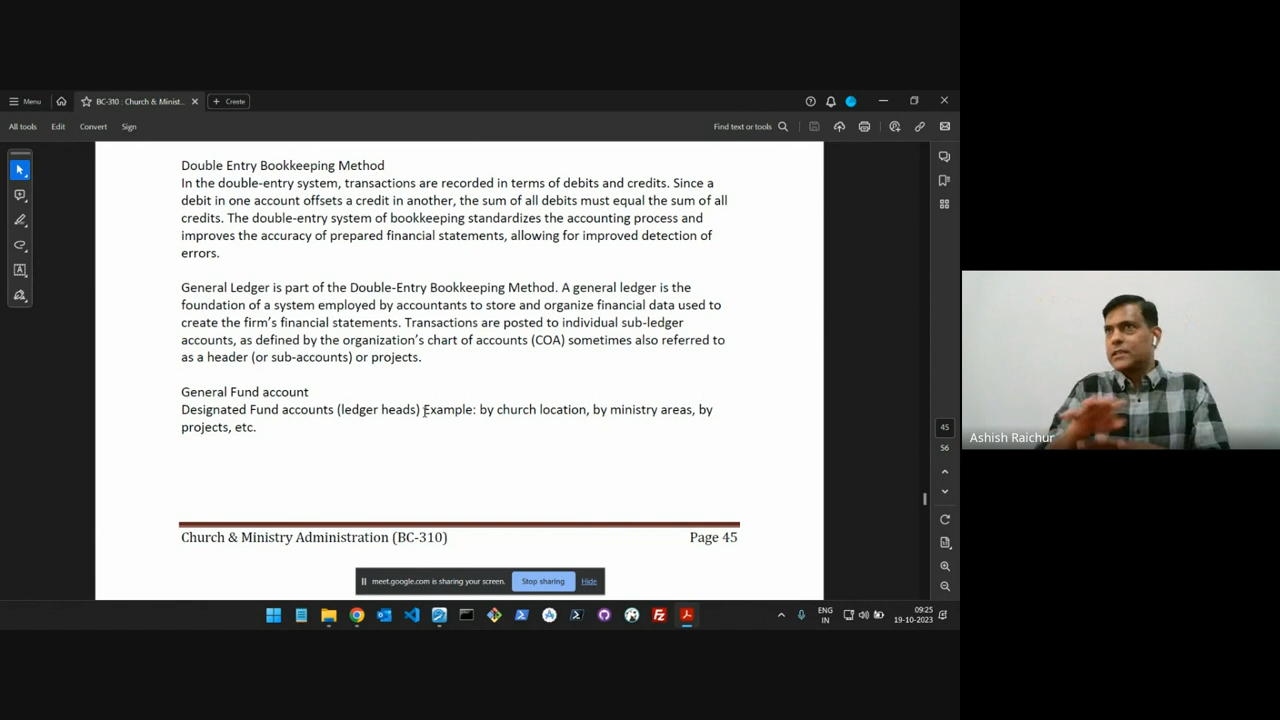 Menu
BC-310 : Church & Minist...
Create
All tools
Edit
Convert
Sign
Find text or tools
Double Entry Bookkeeping Method
In the double-entry system, transactions are recorded in terms of debits and credits. Since a
debit in one account offsets a credit in another, the sum of all debits must equal the sum of all
credits. The double-entry system of bookkeeping standardizes the accounting process and
improves the accuracy of prepared financial statements, allowing for improved detection of
errors.
General Ledger is part of the Double-Entry Bookkeeping Method. A general ledger is the
foundation of a system employed by accountants to store and organize financial data used to
create the firm's financial statements. Transactions are posted to individual sub-ledger
accounts, as defined by the organization's chart of accounts (COA) sometimes also referred to
as a header (or sub-accounts) or projects.
General Fund account
Designated Fund accounts (ledger heads) Example: by church location, by ministry areas, by
projects, etc.
45
56
Ashish Raichur
Church & Ministry Administration (BC-310)
Page 45
meet.google.com is sharing your screen.
Stop sharing
Hide
ENG
IN
09:25
19-10-2023